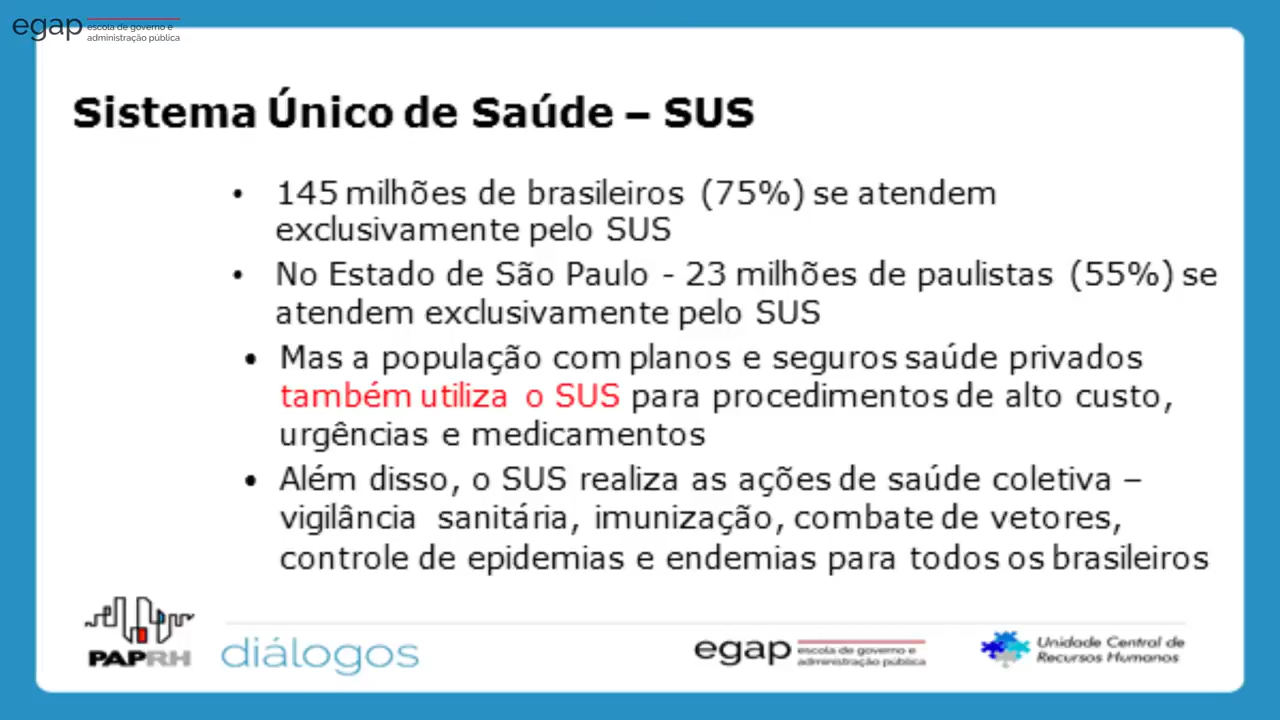 egap escola de governo e
administração pública
Sistema Único de Saúde – SUS
• 145 milhões de brasileiros (75%) se atendem
exclusivamente pelo SUS
• No Estado de São Paulo - 23 milhões de paulistas (55%) se
atendem exclusivamente pelo SUS
• Mas a população com planos e seguros saúde privados
também utiliza o SUS para procedimentos de alto custo,
urgências e medicamentos
• Além disso, o SUS realiza as ações de saúde coletiva –
vigilância sanitária, imunização, combate de vetores,
controle de epidemias e endemias para todos os brasileiros
PAPRH
diálogos
egap escola de governo e
administração pública
Unidade Central de
Recursos Humanos